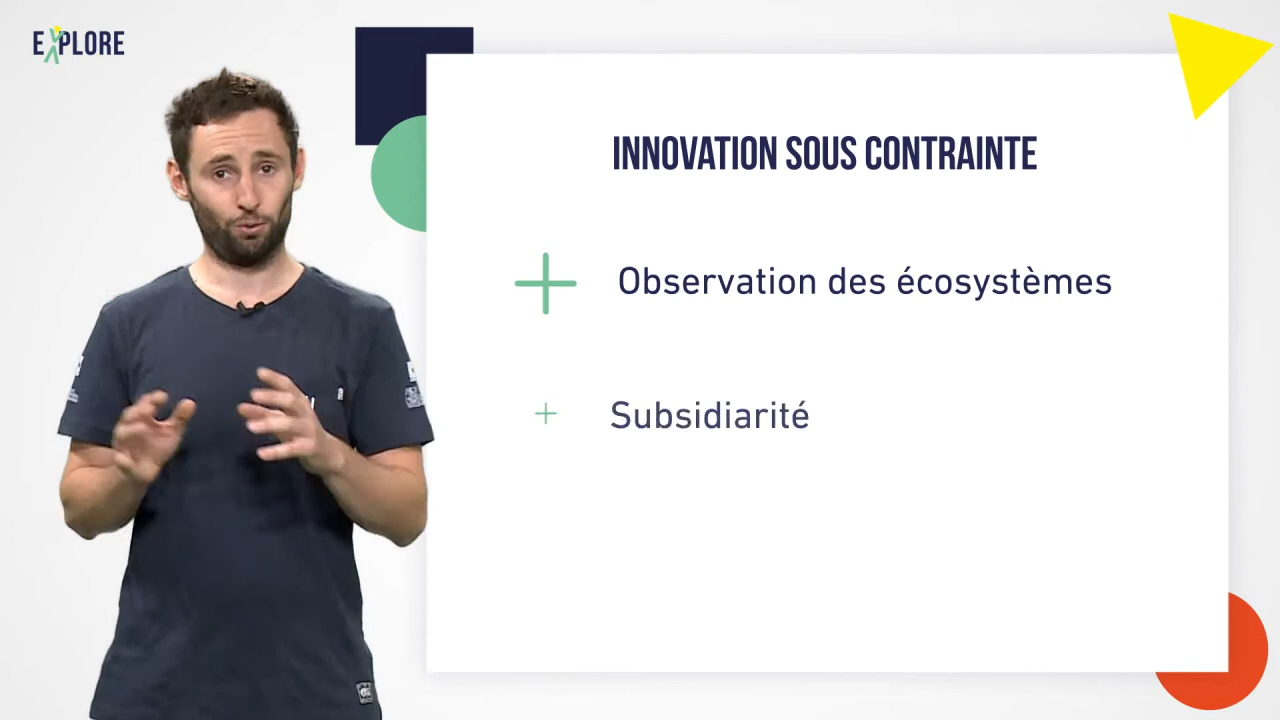 EXPLORE
INNOVATION SOUS CONTRAINTE
Observation des écosystèmes
Subsidiarité